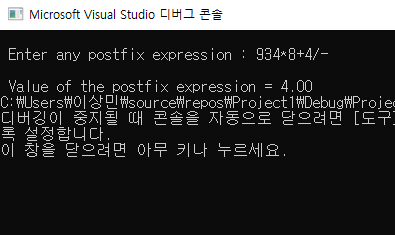 Microsoft Visual Studio 디버그 콘솔
Enter any postfix expression : 934*8+4/-
Value of the postfix expression = 4.00
C:\Users\이상민\source\repos\Project1\Debug\Projec
디버깅이 중지될 때 콘솔을 자동으로 닫으려면 [도구]
록 설정합니다.
이 창을 닫으려면 아무 키나 누르세요.